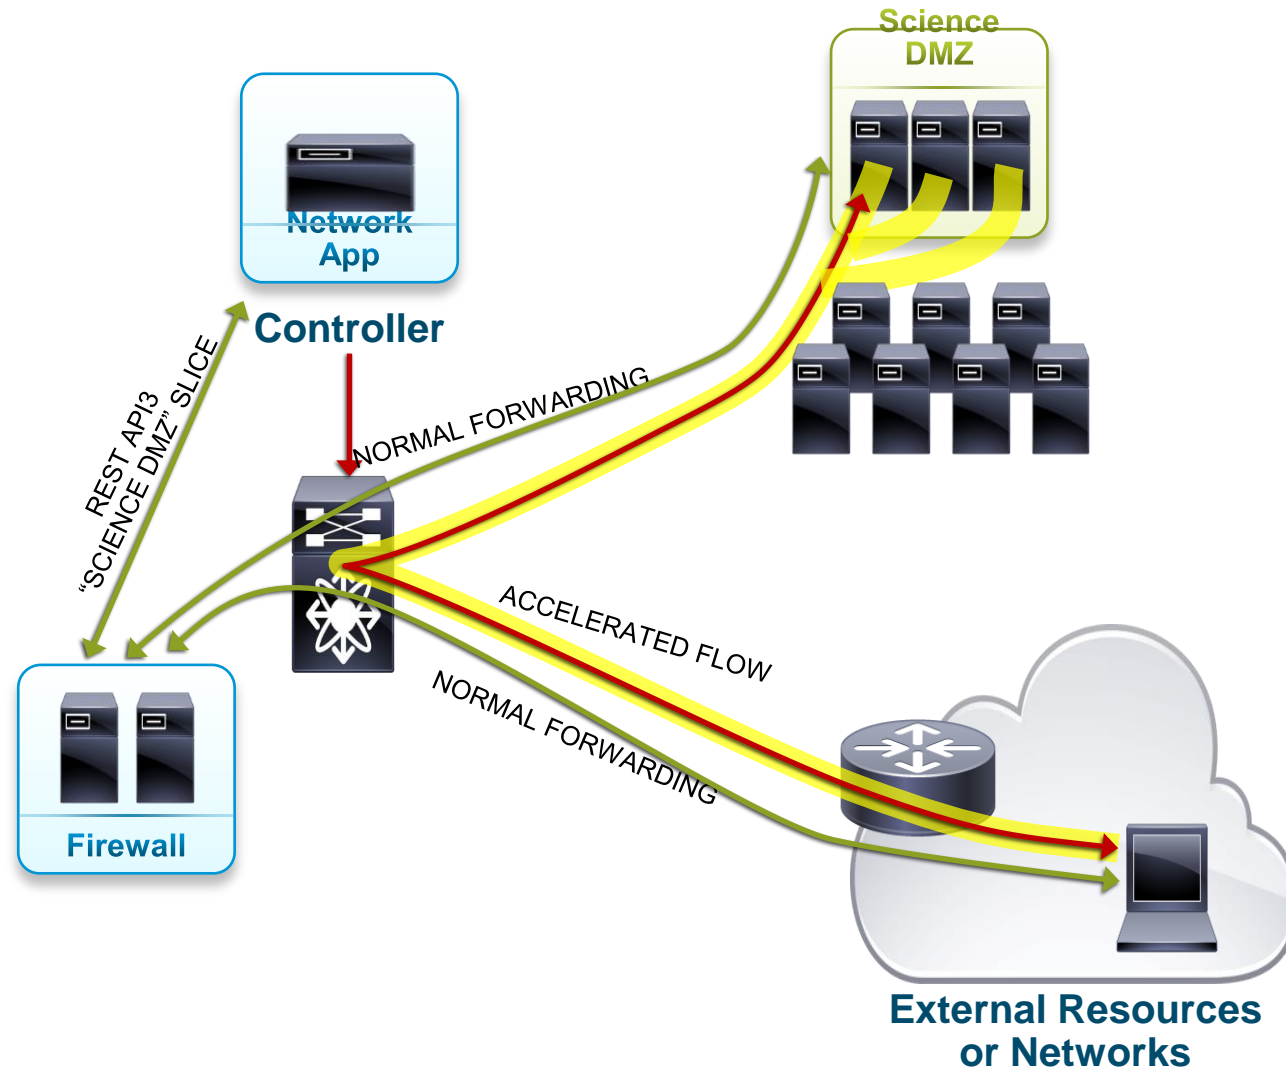 Science
DMZ
Network
App
Controller
REST API3
“SCIENCE DMZ” SLICE
NORMAL FORWARDING
ACCELERATED FLOW
NORMAL FORWARDING
Firewall
External Resources
or Networks